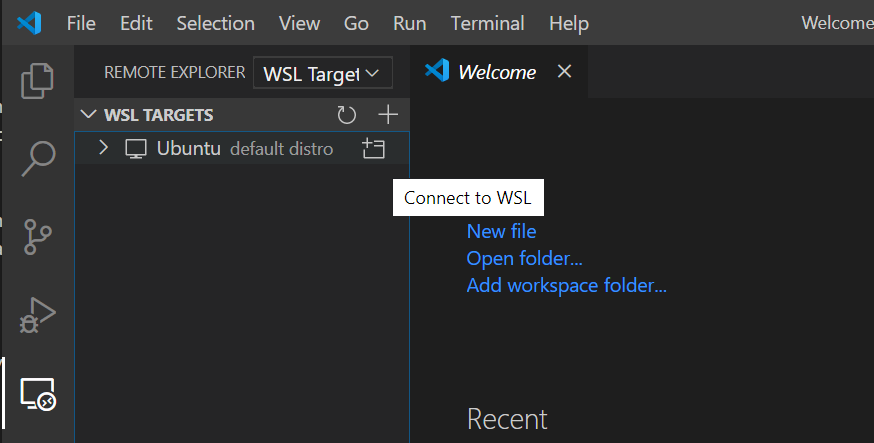 File Edit Selection View Go Run Terminal Help Welcome
REMOTE EXPLORER WSL Target
Welcome
WSL TARGETS
Ubuntu default distro
Connect to WSL
New file
Open folder...
Add workspace folder...
Recent